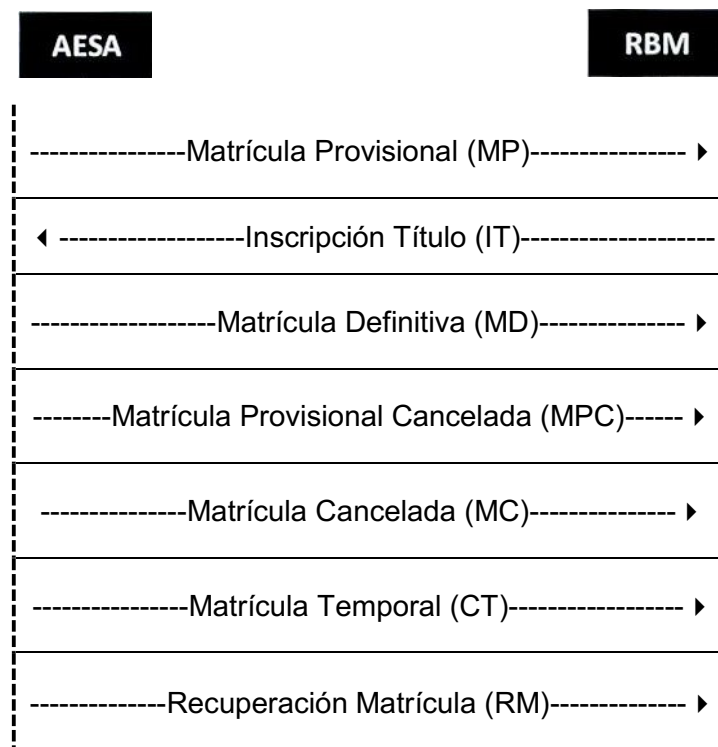 AESA
RBM
----------------Matrícula Provisional (MP)----------------
-------------------Inscripción Título (IT)--------------------
-------------------Matrícula Definitiva (MD)---------------
--------Matrícula Provisional Cancelada (MPC)------
---------------Matrícula Cancelada (MC)---------------
----------------Matrícula Temporal (CT)------------------
--------------Recuperación Matrícula (RM)--------------